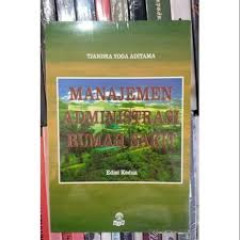 TJANDRA YOGA ADITAMA
MANAJEMEN
ADMINISTRASI
RUMAH SAKIT
Edisi Kedua